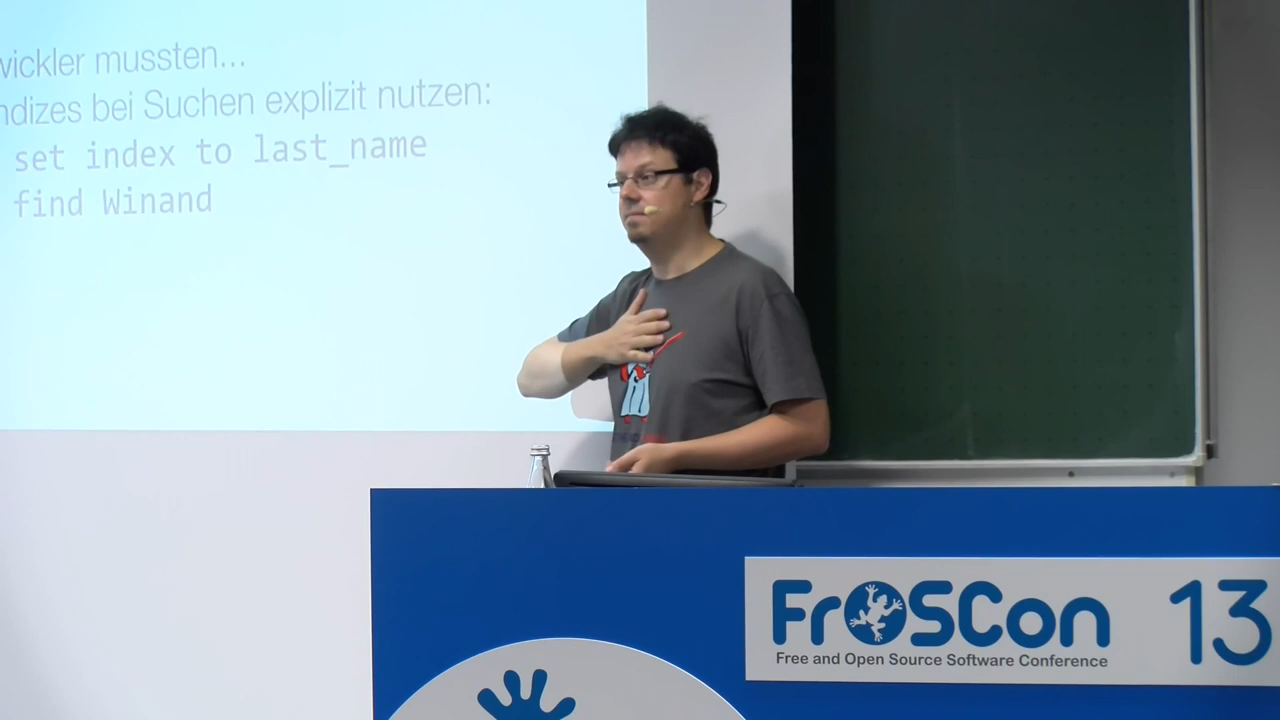 wickler mussten...
ndizes bei Suchen explizit nutzen:
set index to last_name
find Winand
FrOSCon 13
Free and Open Source Software Conference